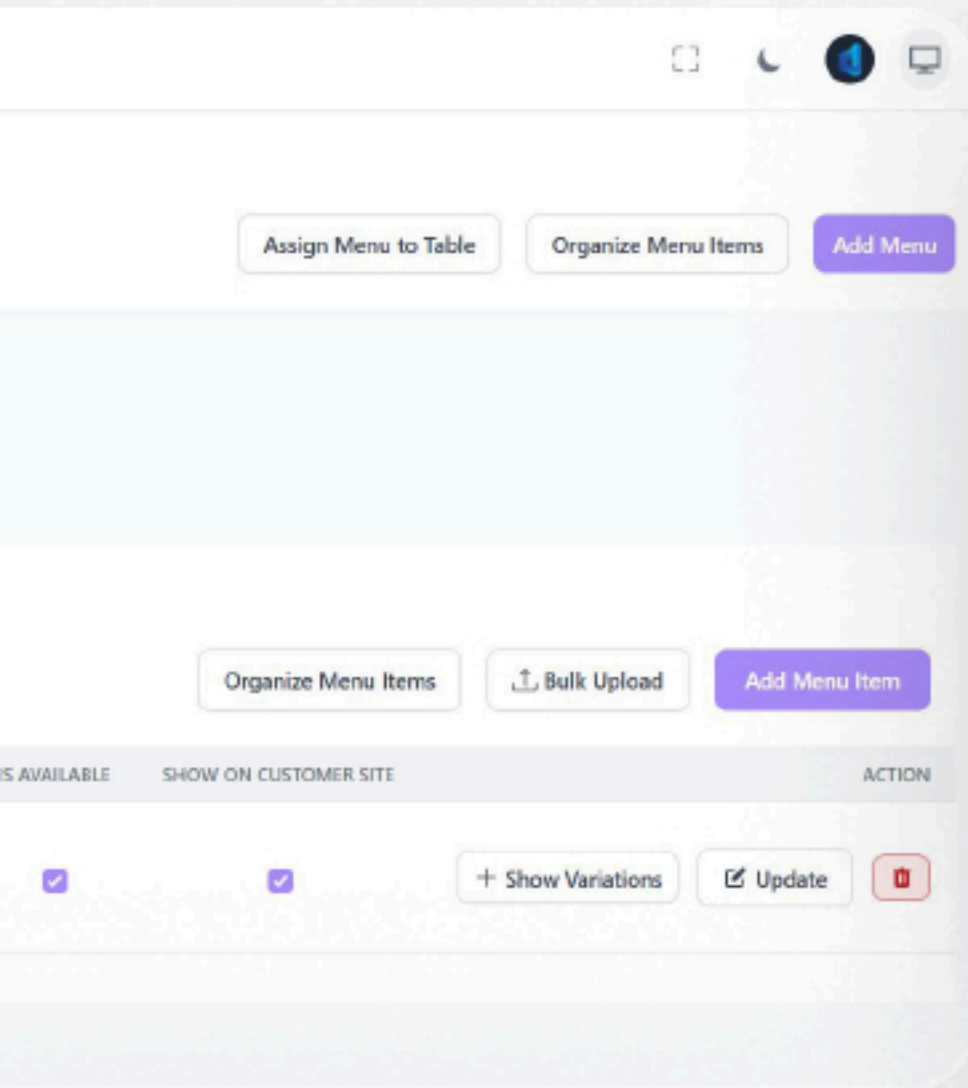 Assign Menu to Table Organize Menu Items Add Menu
Organize Menu Items Bulk Upload Add Menu Item
S AVAILABLE SHOW ON CUSTOMER SITE ACTION
+ Show Variations Update